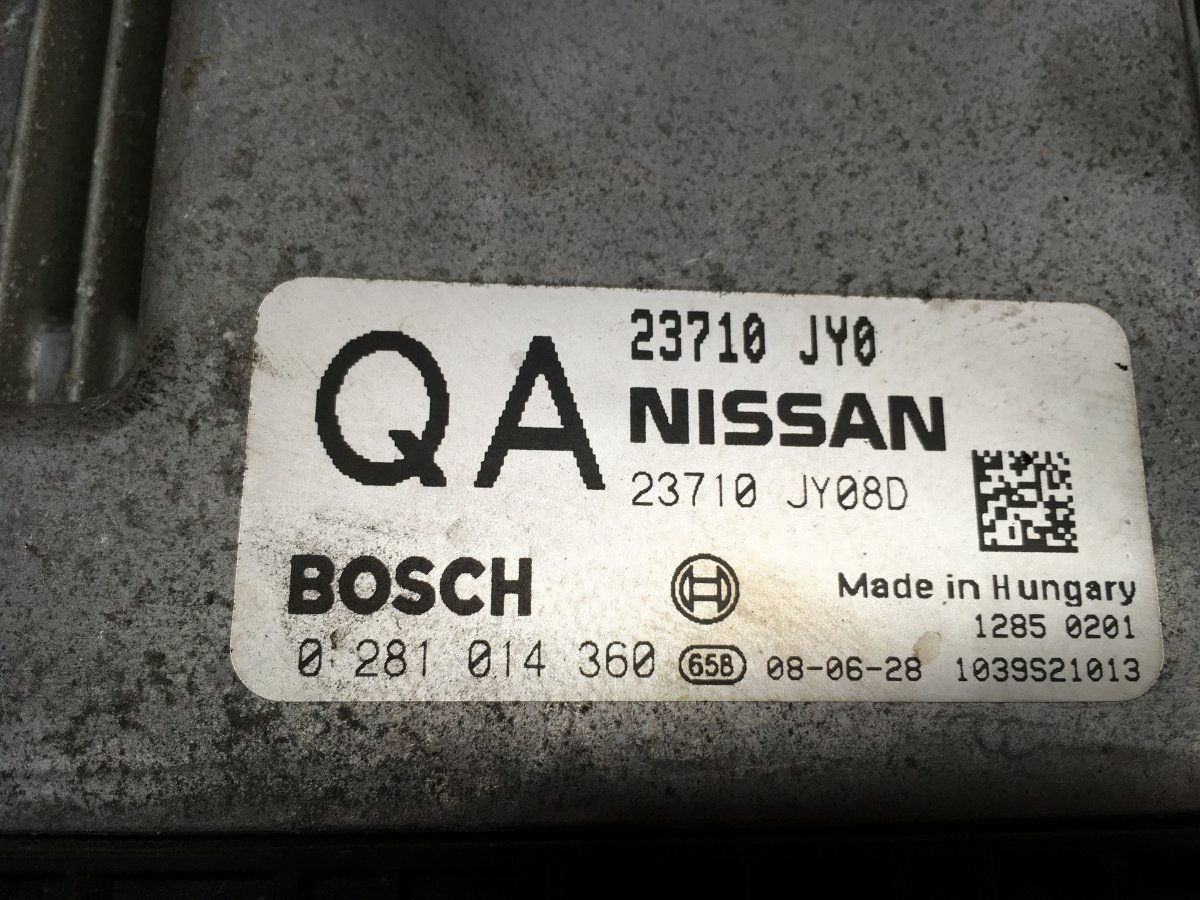 QA
23710 JY0
NISSAN
23710 JY08D
BOSCH
Made in Hungary
1285 0201
0 281 014 360 65B 08-06-28 1039S21013